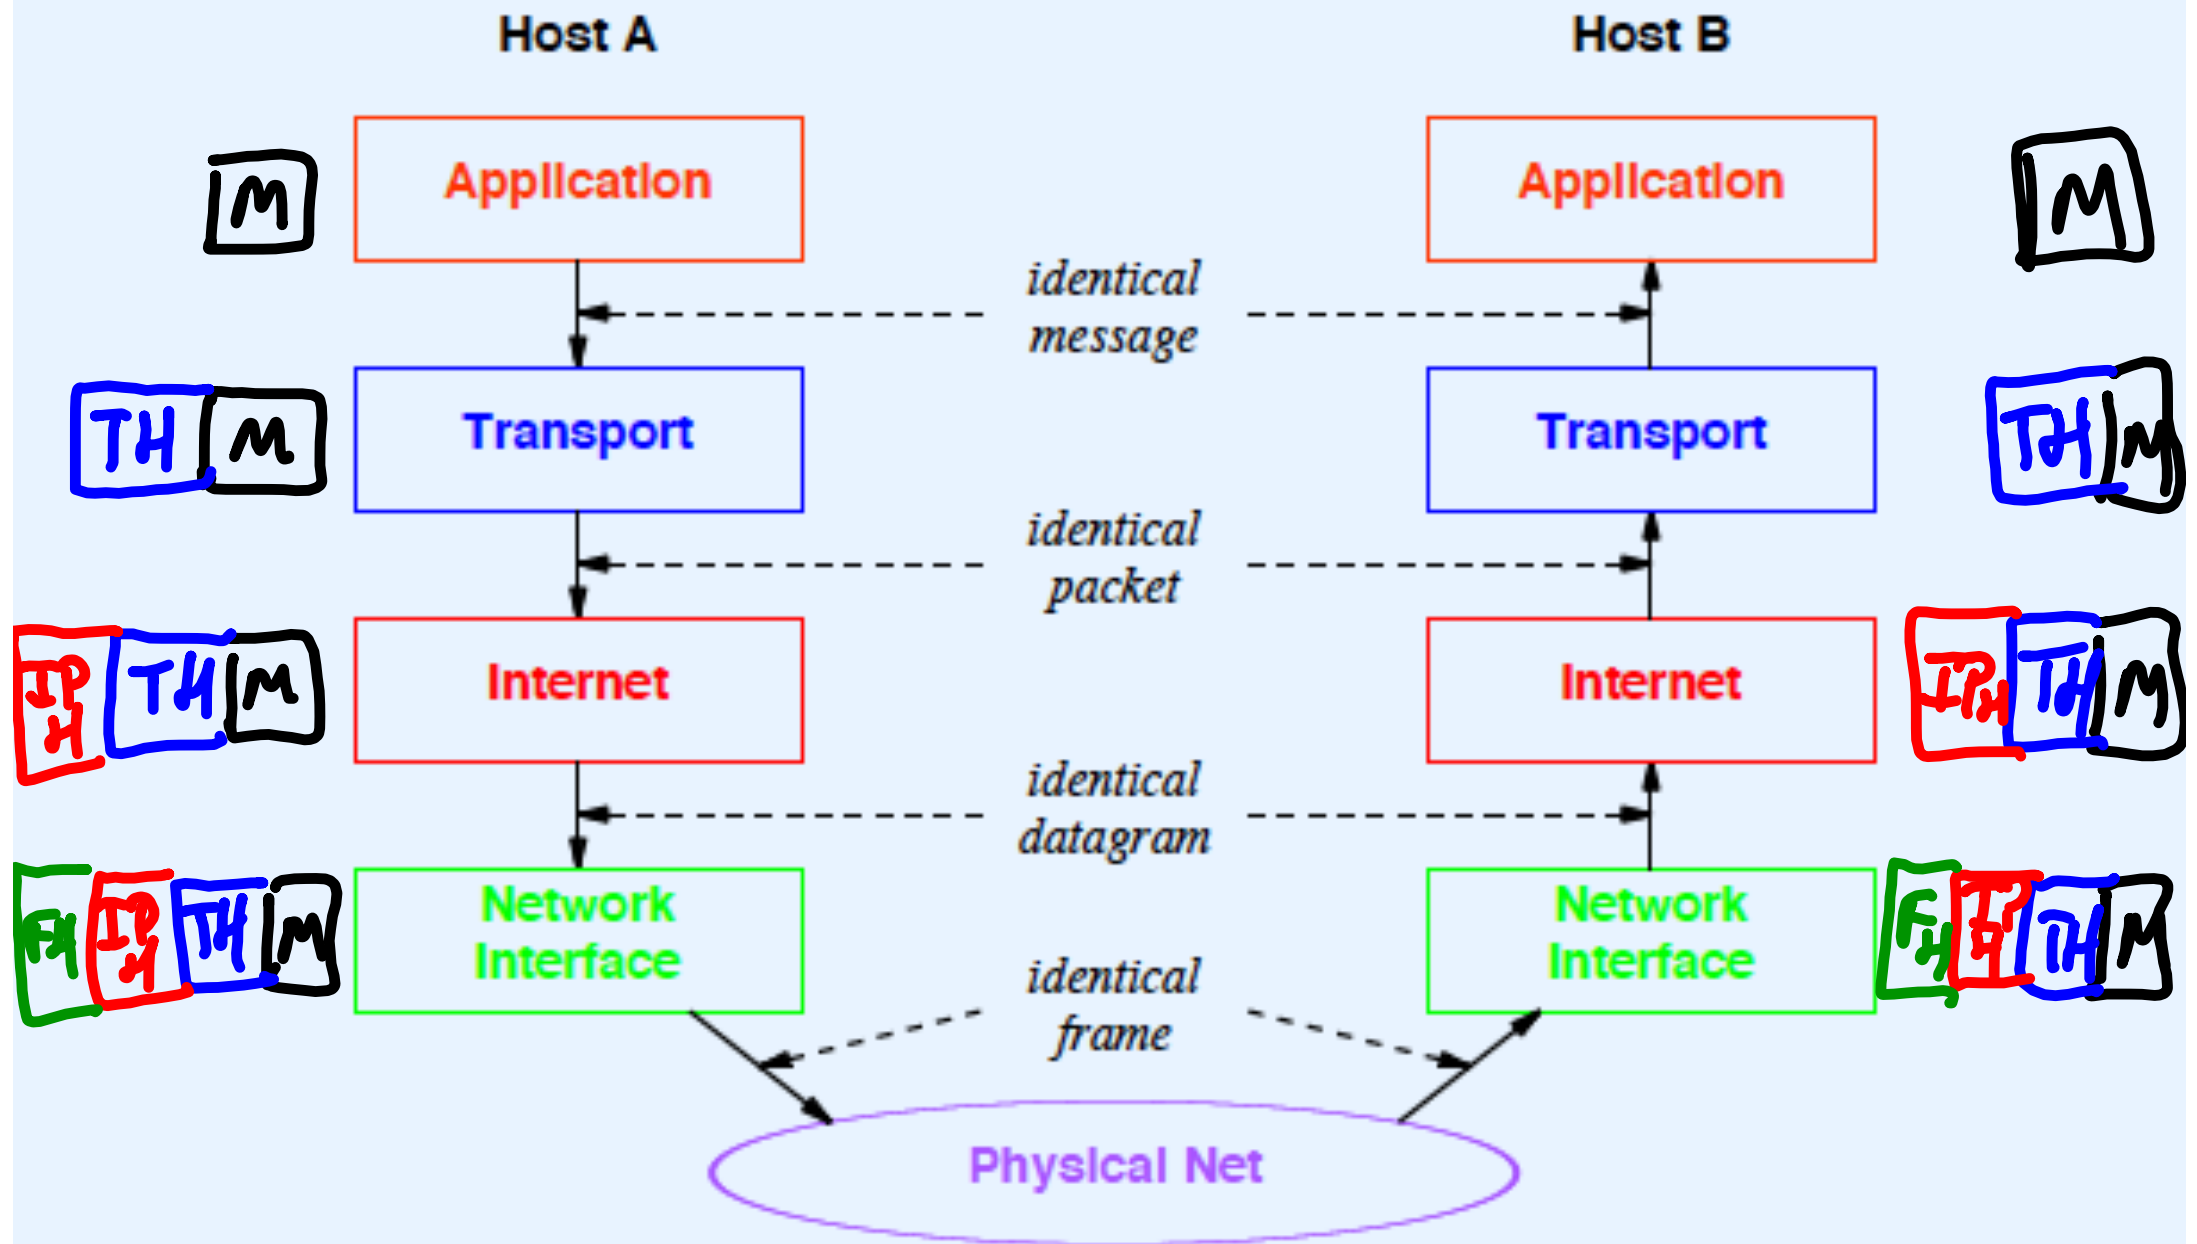 Host A
Host B
M
Application
Application
M
identical
message
TH M
Transport
Transport
TH M
identical
packet
IP
H
TH M
Internet
Internet
IPH TH M
identical
datagram
FH
IP
H
TH M
Network
Interface
Network
Interface
F
H
IP
H
TH M
identical
frame
Physical Net